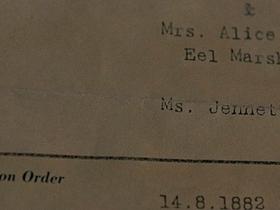 &
Mrs. Alice
Eel Marsh
Ms. Jennet
on Order
14.8.1882